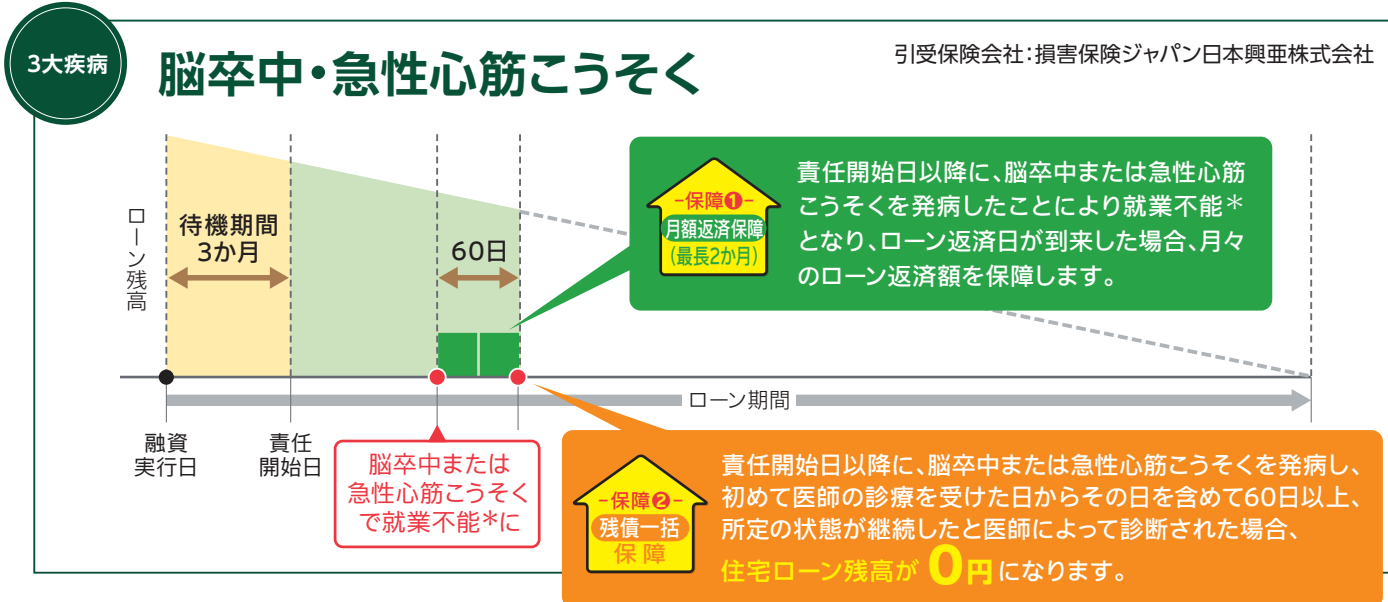 3大疾病
脳卒中・急性心筋こうそく
引受保険会社:損害保険ジャパン日本興亜株式会社
ローン残高
待機期間
3か月
60日
-保障❶-
月額返済保障
(最長2か月)
責任開始日以降に、脳卒中または急性心筋
こうそくを発病したことにより就業不能*
となり、ローン返済日が到来した場合、月々
のローン返済額を保障します。
ローン期間
融資
実行日
責任
開始日
脳卒中または
急性心筋こうそく
で就業不能*に
-保障❷-
残債一括
保障
責任開始日以降に、脳卒中または急性心筋こうそくを発病し、
初めて医師の診療を受けた日からその日を含めて60日以上、
所定の状態が継続したと医師によって診断された場合、
住宅ローン残高が0円になります。